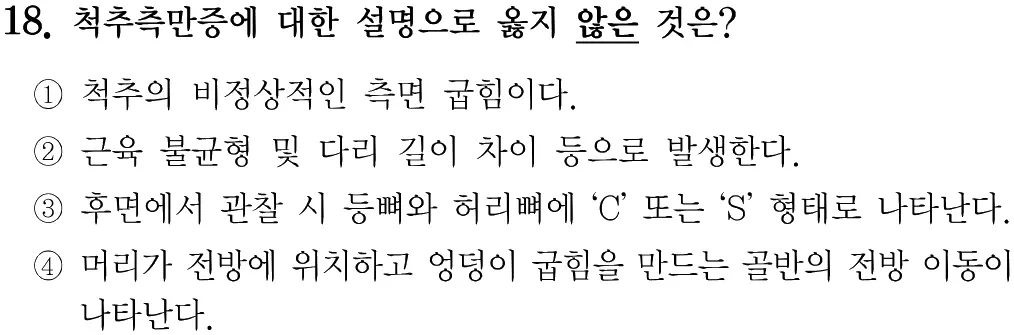 18. 척추측만증에 대한 설명으로 옳지 않은 것은?
① 척추의 비정상적인 측면 굽힘이다.
② 근육 불균형 및 다리 길이 차이 등으로 발생한다.
③ 후면에서 관찰 시 등뼈와 허리뼈에 ‘C’ 또는 ‘S’ 형태로 나타난다.
④ 머리가 전방에 위치하고 엉덩이 굽힘을 만드는 골반의 전방 이동이
나타난다.